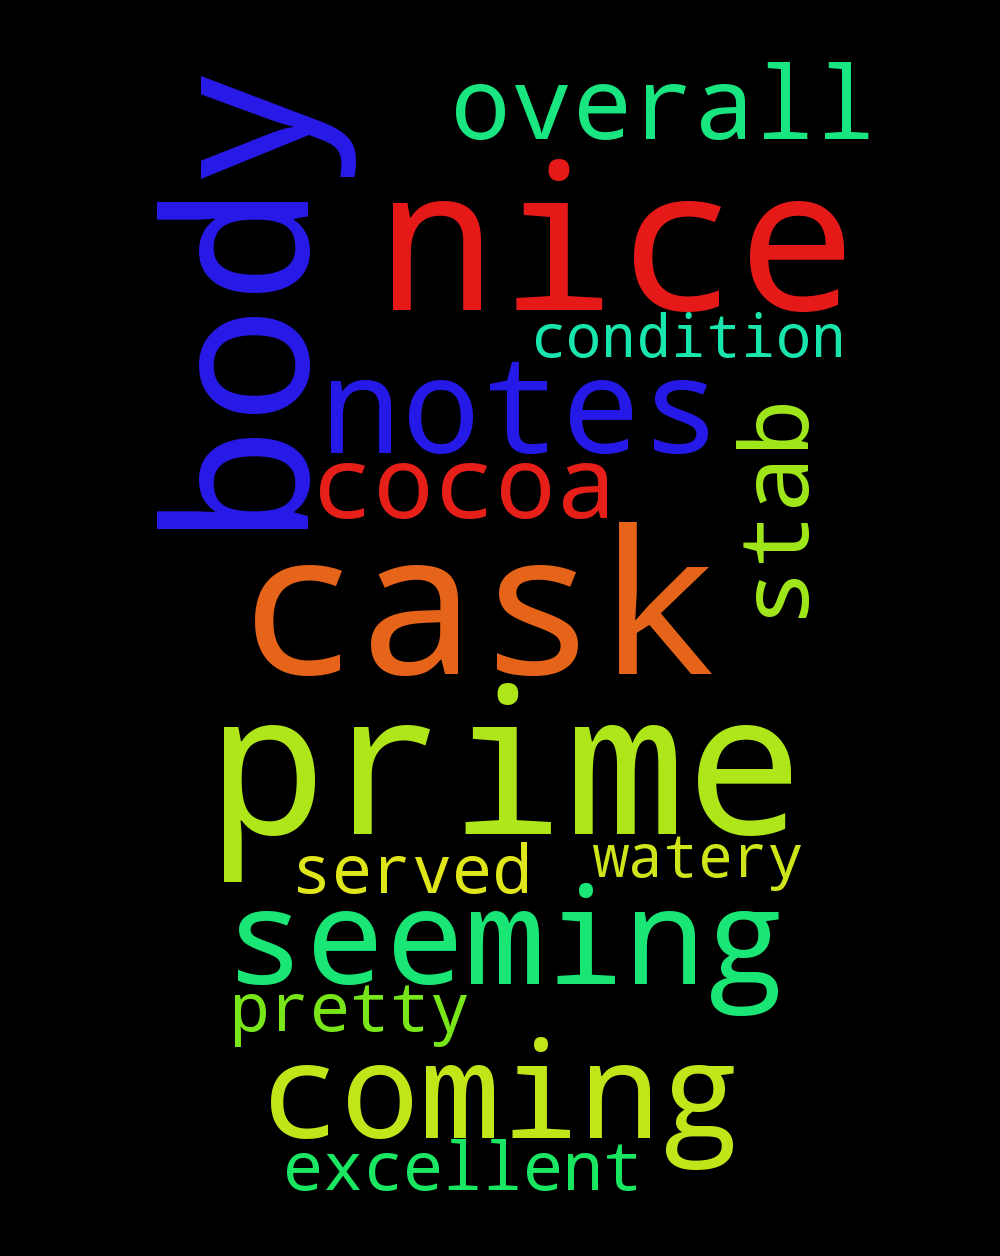 overall
body
nice
condition
notes
stab
cocoa
cask
prime
served
watery
seeming
pretty
coming
excellent